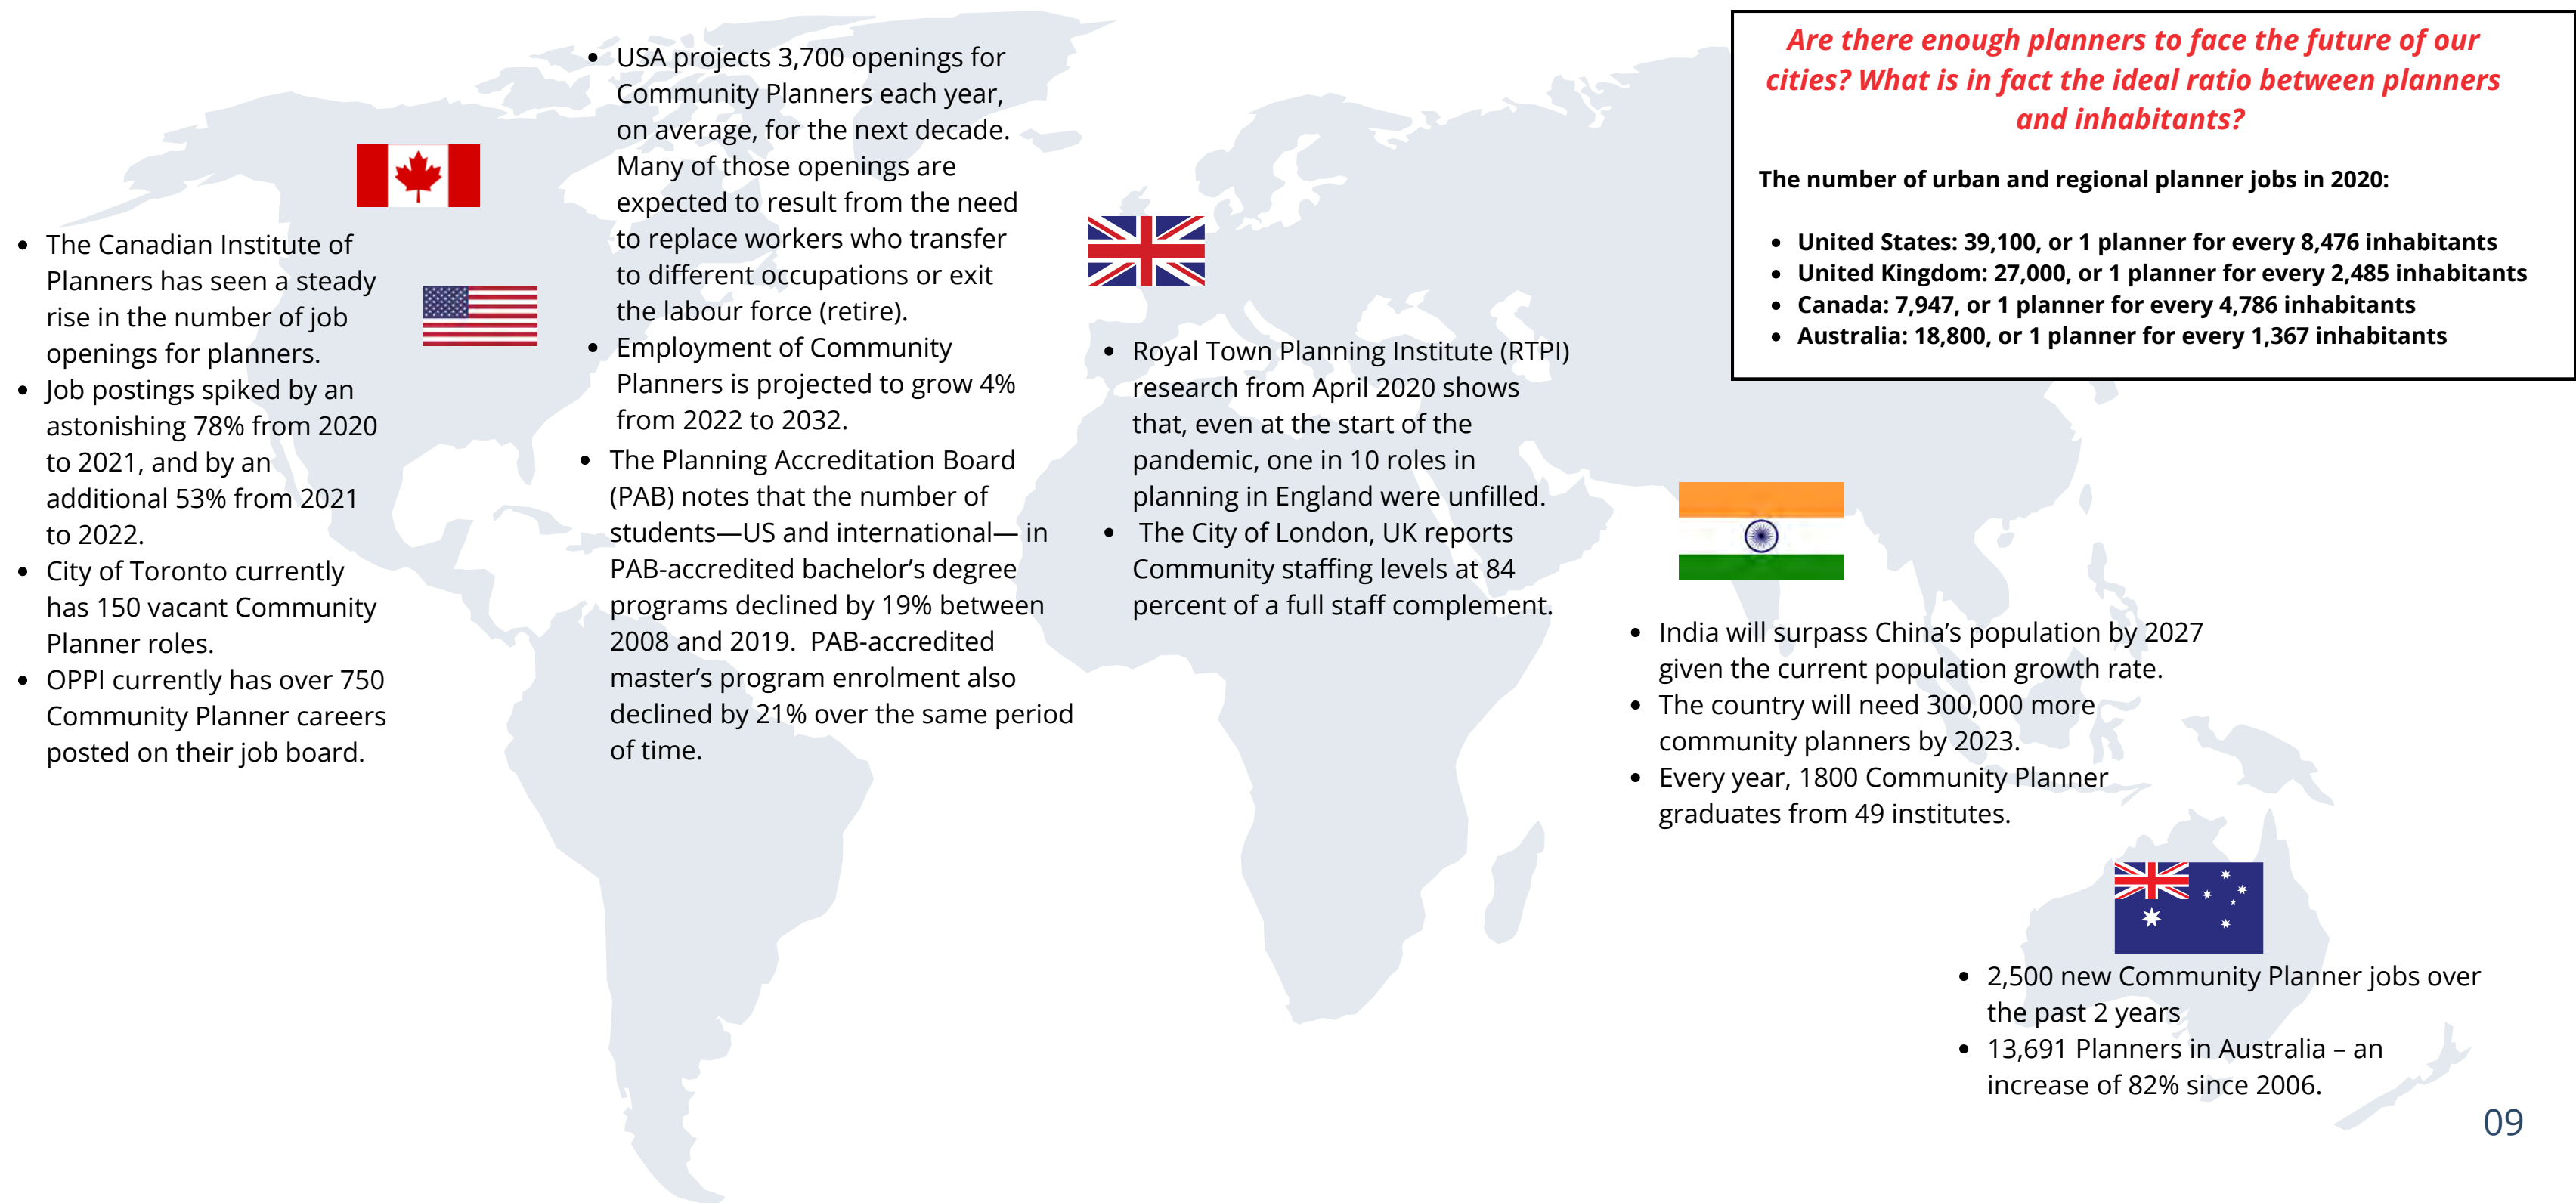 The Canadian Institute of
Planners has seen a steady
rise in the number of job
openings for planners.
Job postings spiked by an
astonishing 78% from 2020
to 2021, and by an
additional 53% from 2021
to 2022.
City of Toronto currently
has 150 vacant Community
Planner roles.
OPPI currently has over 750
Community Planner careers
posted on their job board.
USA projects 3,700 openings for
Community Planners each year,
on average, for the next decade.
Many of those openings are
expected to result from the need
to replace workers who transfer
to different occupations or exit
the labour force (retire).
Employment of Community
Planners is projected to grow 4%
from 2022 to 2032.
The Planning Accreditation Board
(PAB) notes that the number of
students—US and international— in
PAB-accredited bachelor’s degree
programs declined by 19% between
2008 and 2019.  PAB-accredited
master’s program enrolment also
declined by 21% over the same period
of time.
Royal Town Planning Institute (RTPI)
research from April 2020 shows
that, even at the start of the
pandemic, one in 10 roles in
planning in England were unfilled.
The City of London, UK reports
Community staffing levels at 84
percent of a full staff complement.
Are there enough planners to face the future of our
cities? What is in fact the ideal ratio between planners
and inhabitants?
The number of urban and regional planner jobs in 2020:
United States: 39,100, or 1 planner for every 8,476 inhabitants
United Kingdom: 27,000, or 1 planner for every 2,485 inhabitants
Canada: 7,947, or 1 planner for every 4,786 inhabitants
Australia: 18,800, or 1 planner for every 1,367 inhabitants
India will surpass China’s population by 2027
given the current population growth rate.
The country will need 300,000 more
community planners by 2023.
Every year, 1800 Community Planner
graduates from 49 institutes.
2,500 new Community Planner jobs over
the past 2 years
13,691 Planners in Australia – an
increase of 82% since 2006.
09